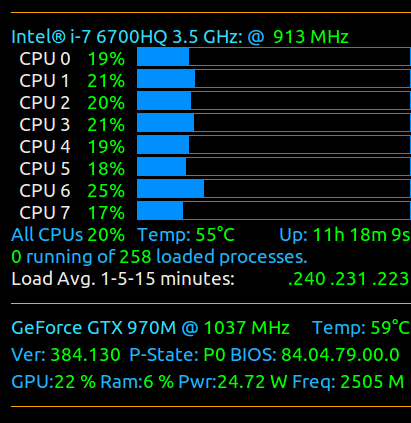 Intel® i-7 6700HQ 3.5 GHz: @ 913 MHz
CPU 0 19%
CPU 1 21%
CPU 2 20%
CPU 3 21%
CPU 4 19%
CPU 5 18%
CPU 6 25%
CPU 7 17%
All CPUs 20% Temp: 55°C Up: 11h 18m 9s
0 running of 258 loaded processes.
Load Avg. 1-5-15 minutes: .240 .231 .223
GeForce GTX 970M @ 1037 MHz Temp: 59°C
Ver: 384.130 P-State: P0 BIOS: 84.04.79.00.0
GPU:22 % Ram:6 % Pwr:24.72 W Freq: 2505 M